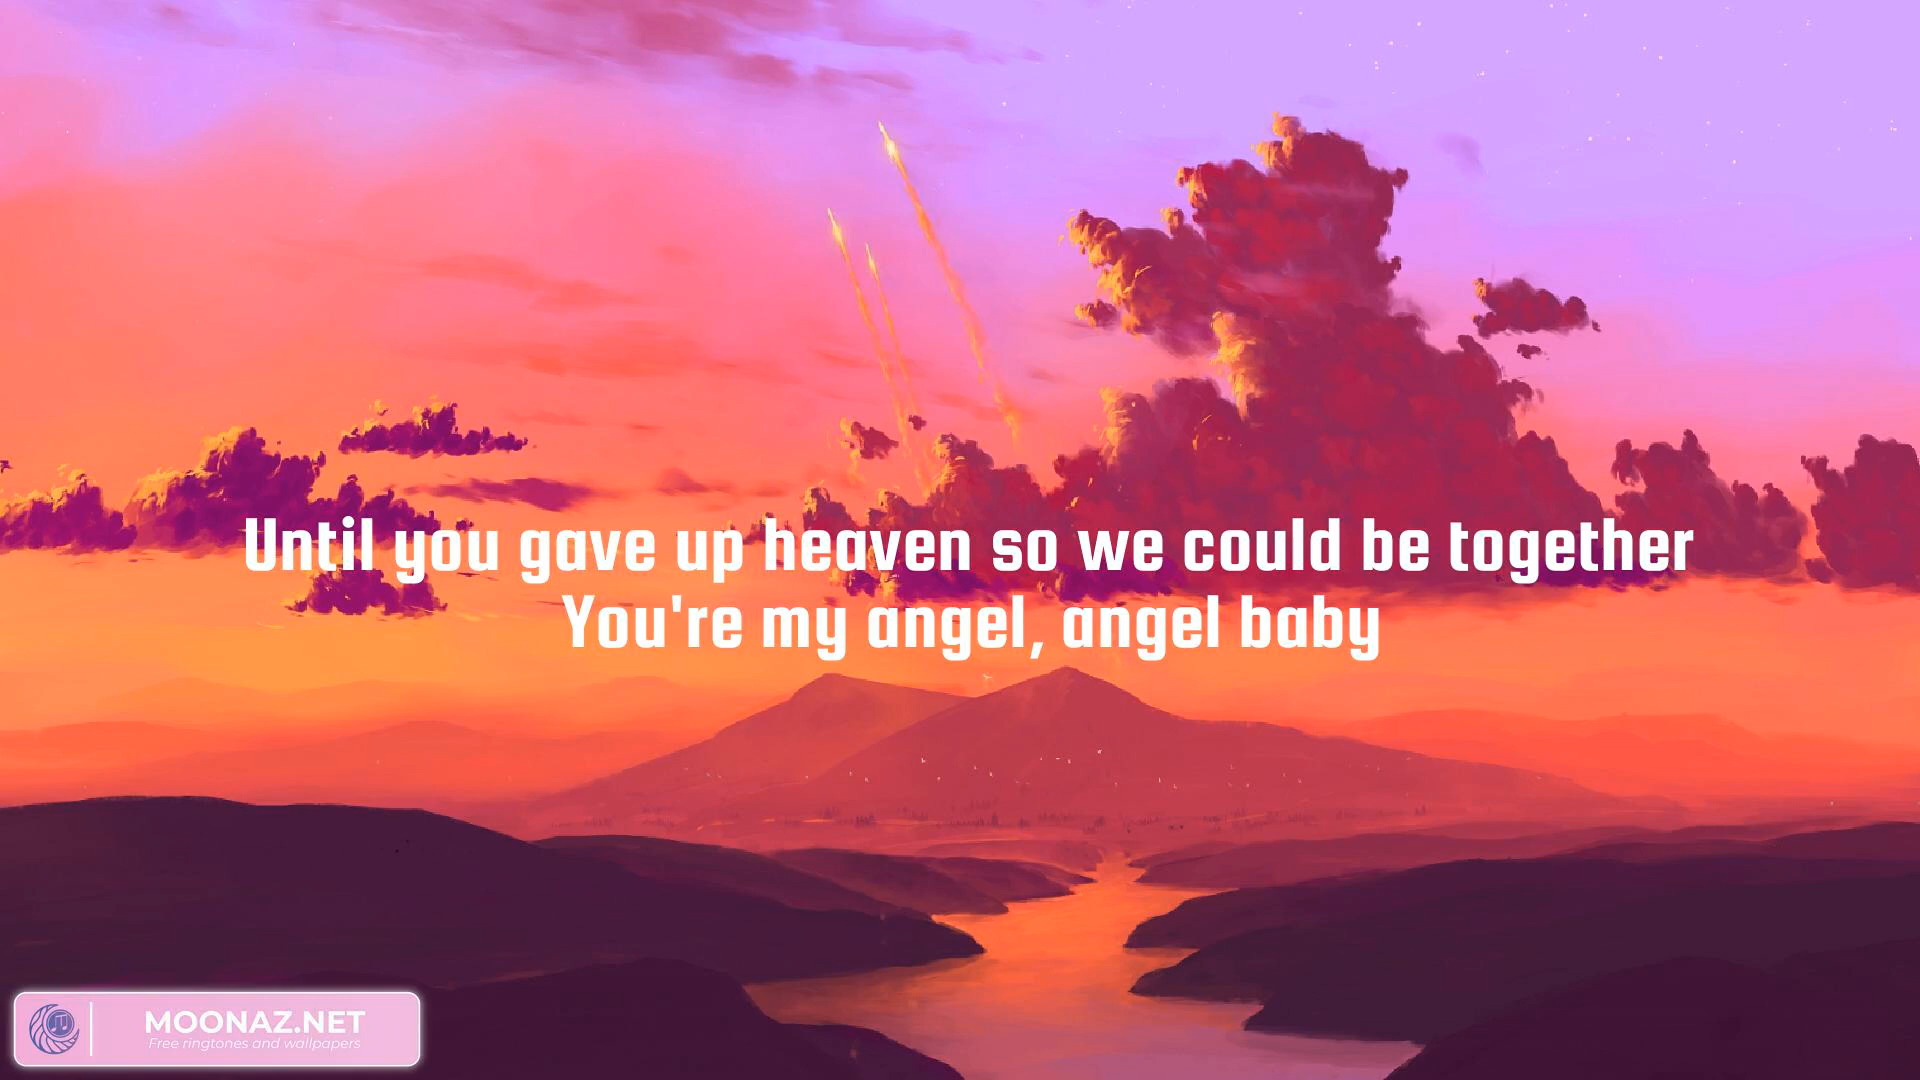 Until you gave up heaven so we could be together
You're my angel, angel baby
MOONAZ.NET
Free ringtones and wallpapers